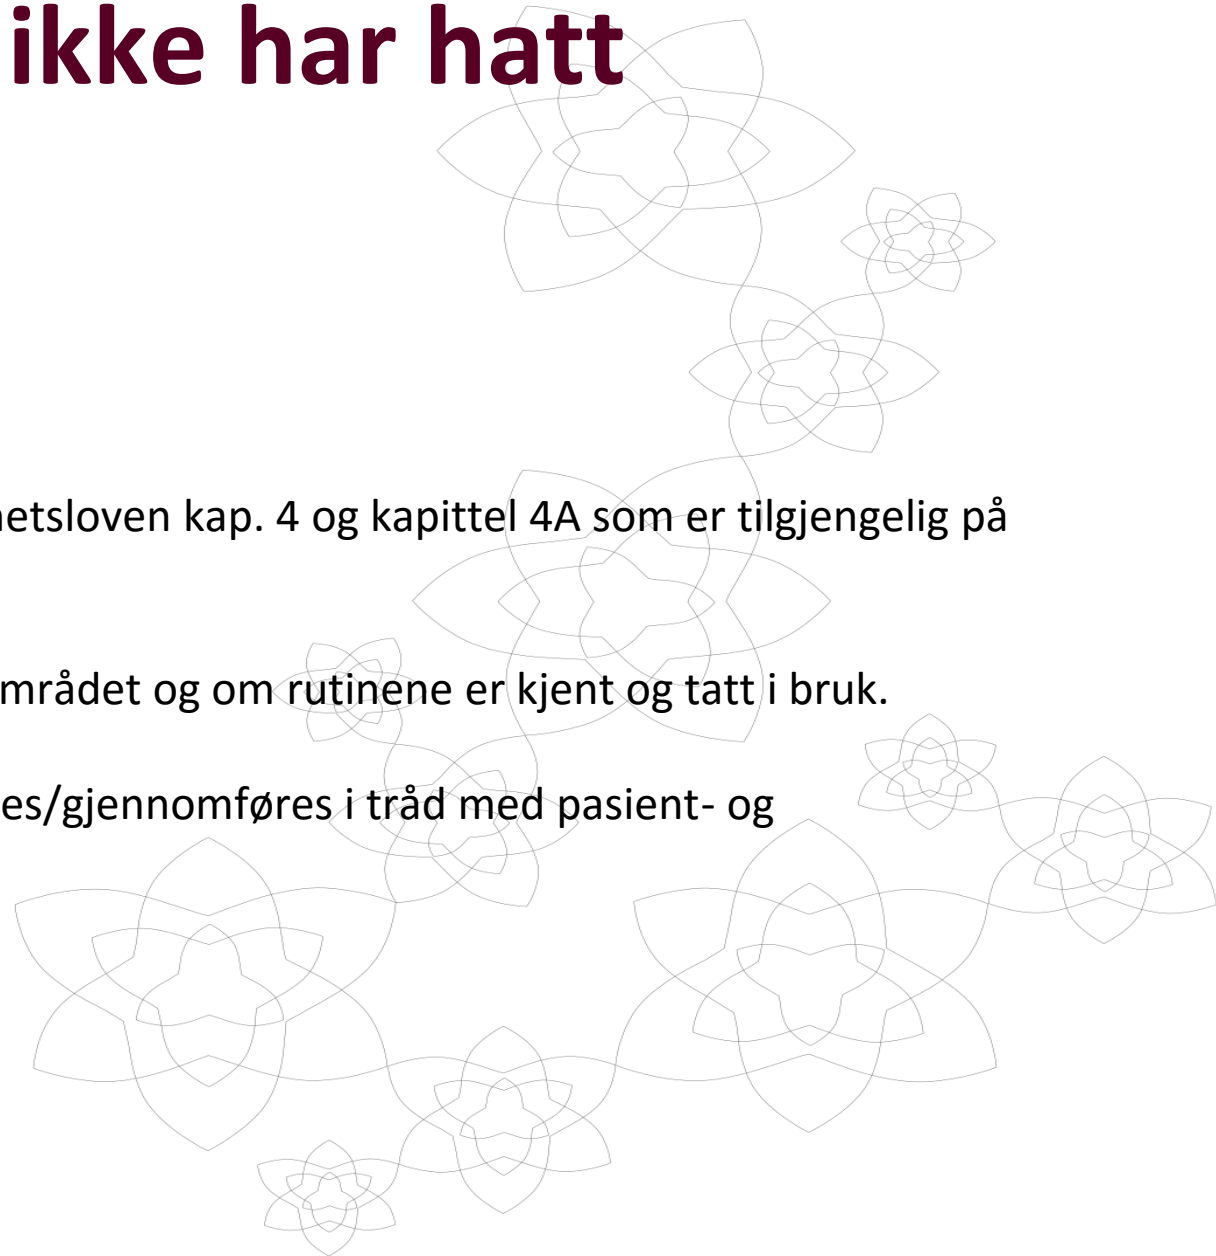 ikke har hatt
etsloven kap. 4 og kapittel 4A som er tilgjengelig på
mrådet og om rutinene er kjent og tatt i bruk.
es/gjennomføres i tråd med pasient- og